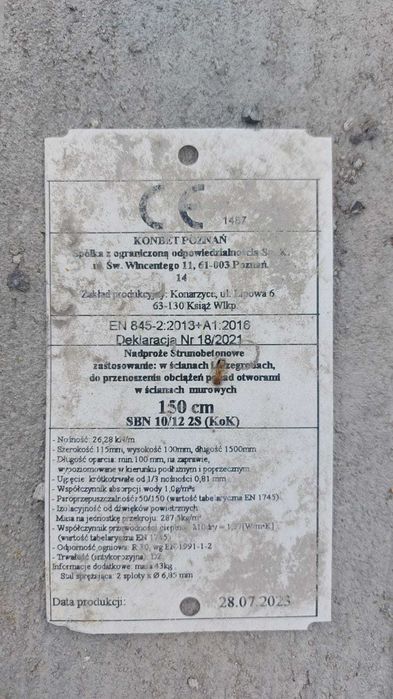 CE 1487
KONBET POZNAŃ
Spółka z ograniczoną odpowiedzialnością Sp. K.
ul. Św. Wincentego 11, 61-003 Poznań
14
Zakład produkcyjny: Konarzyce, ul. Lipowa 6
63-130 Książ Wlkp.
EN 845-2:2013+A1:2016
Deklaracja Nr 18/2021
Nadproże Strunobetonowe
zastosowanie: w ścianach i przegrodach,
do przenoszenia obciążeń ponad otworami
w ścianach murowych
150 cm
SBN 10/12 2S (KoK)
- Nośność: 26,28 kN/m
- Szerokość 115mm, wysokość 100mm, długość 1500mm
- Długość oparcia: min.100 mm, na zaprawie,
wypoziomowane w kierunku podłużnym i poprzecznym
- Ugięcie: krótkotrwałe od 1/3 nośności 0,81 mm
- Współczynnik absorpcji wody 1,0g/m²s
- Paroprzepuszczalność 50/150 (wartość tabelaryczna EN 1745)
- Izolacyjność od dźwięków powietrznych
Masa na jednostkę przekroju: 287,5kg/m²
- Współczynnik przewodności cieplnej λ10dry = [W/m*K]
(wartość tabelaryczna EN 1745)
- Odporność ogniowa: R 30, wg EN 1991-1-2
- Trwałość (antykorozyjna):
Informacje dodatkowe: masa 43kg
Stal sprężająca: 2 sploty x Ø 6,85 mm
Data produkcji: 28.07.2023